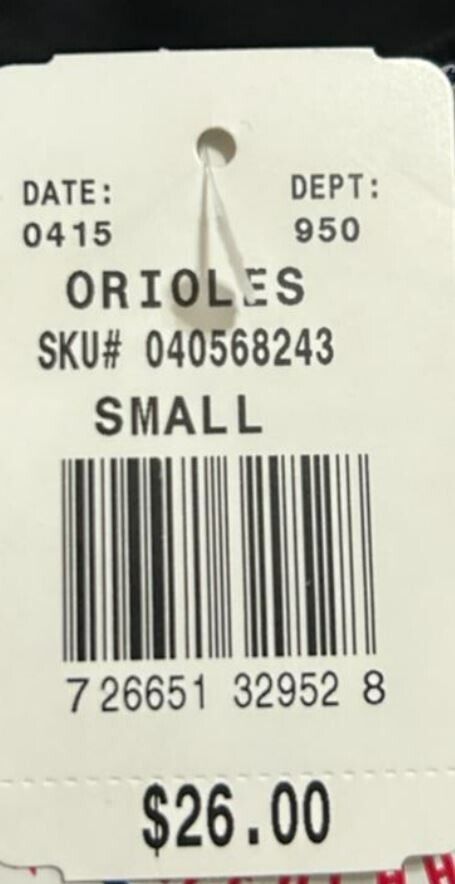 DATE: DEPT:
0415 950
ORIOLES
SKU# 040568243
SMALL
7 26651 32952 8
$26.00